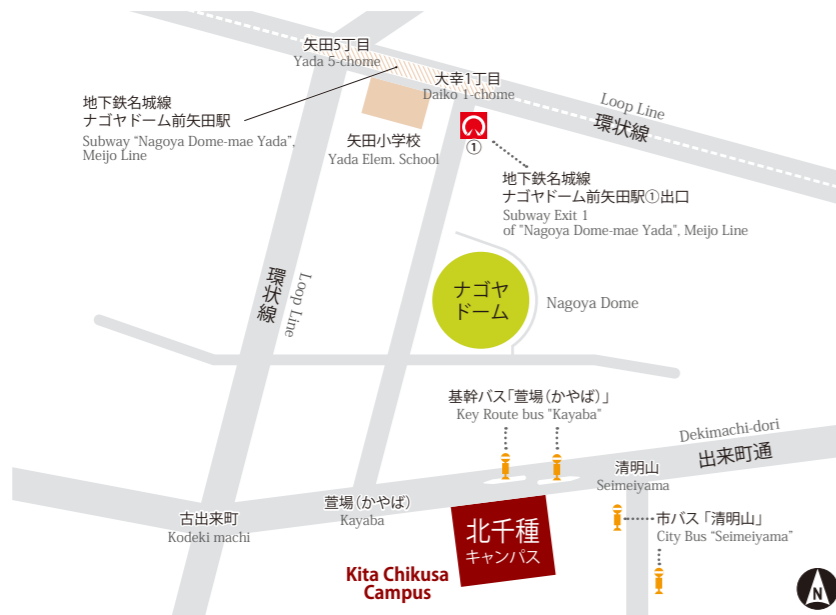 矢田5丁目
Yada 5-chome
大幸1丁目
Daiko 1-chome
地下鉄名城線
ナゴヤドーム前矢田駅
Subway “Nagoya Dome-mae Yada”,
Meijo Line
矢田小学校
Yada Elem. School
①
Loop Line
環状線
地下鉄名城線
ナゴヤドーム前矢田駅①出口
Subway Exit 1
of "Nagoya Dome-mae Yada", Meijo Line
環状線
Loop Line
ナゴヤ
ドーム
Nagoya Dome
基幹バス「萱場(かやば)」
Key Route bus "Kayaba"
Dekimachi-dori
出来町通
清明山
Seimeiyama
萱場(かやば)
Kayaba
古出来町
Kodeki machi
北千種
キャンパス
Kita Chikusa
Campus
市バス「清明山」
City Bus “Seimeiyama”
N